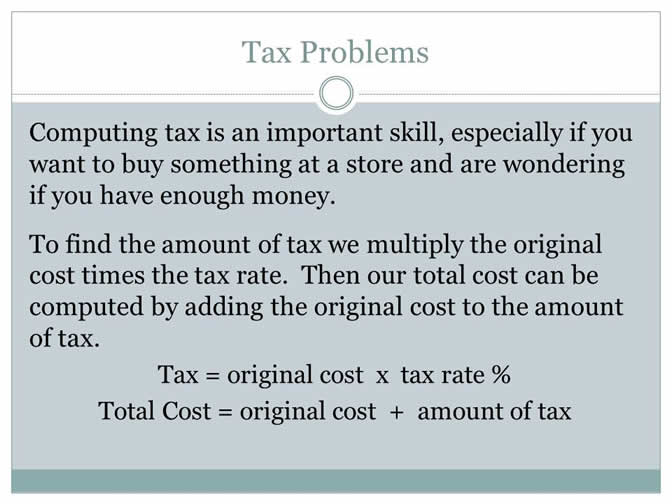 Tax Problems
Computing tax is an important skill, especially if you
want to buy something at a store and are wondering
if you have enough money.
To find the amount of tax we multiply the original
cost times the tax rate. Then our total cost can be
computed by adding the original cost to the amount
of tax.
Tax = original cost x tax rate %
Total Cost = original cost + amount of tax